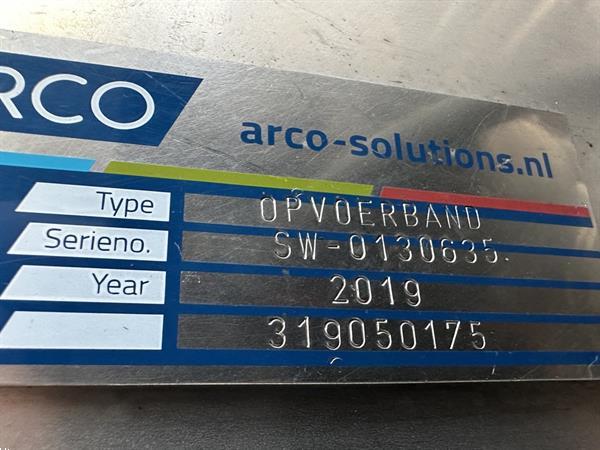 RCO
arco-solutions.nl
Type OPVOERBAND
Serieno. SW-0130635.
Year 2019
319050175